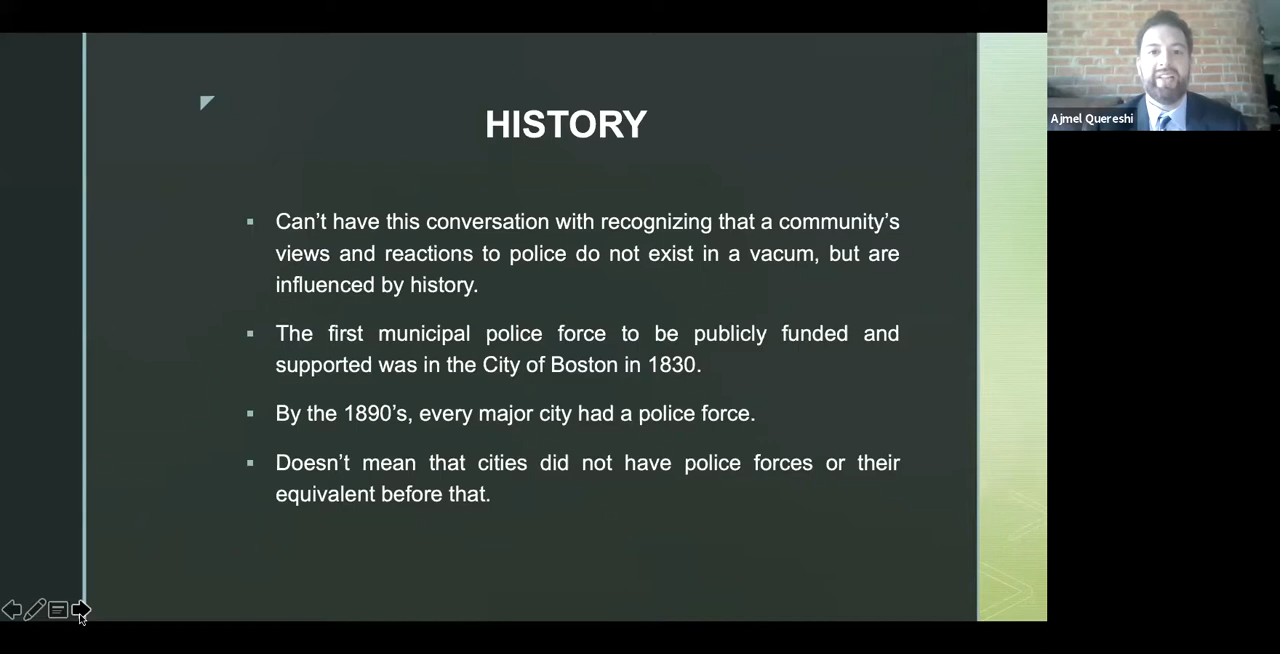 HISTORY
Can't have this conversation with recognizing that a community's
views and reactions to police do not exist in a vacum, but are
influenced by history.
The first municipal police force to be publicly funded and
supported was in the City of Boston in 1830.
By the 1890's, every major city had a police force.
Doesn't mean that cities did not have police forces or their
equivalent before that.
Ajmel Quereshi